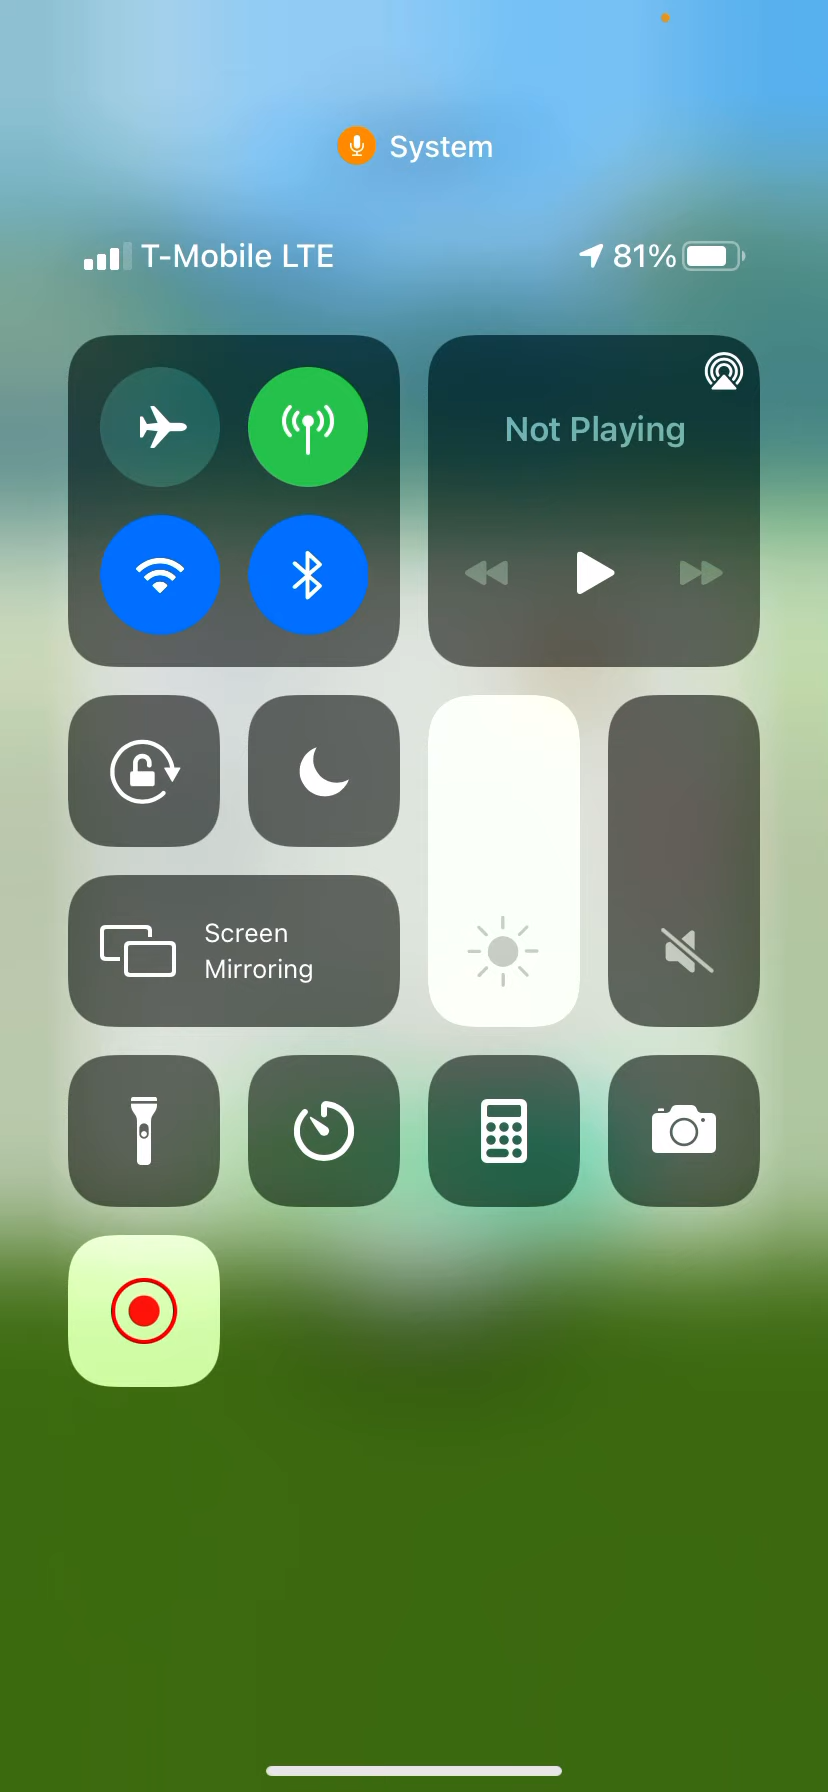 System
T-Mobile LTE 81%
Not Playing
Screen
Mirroring